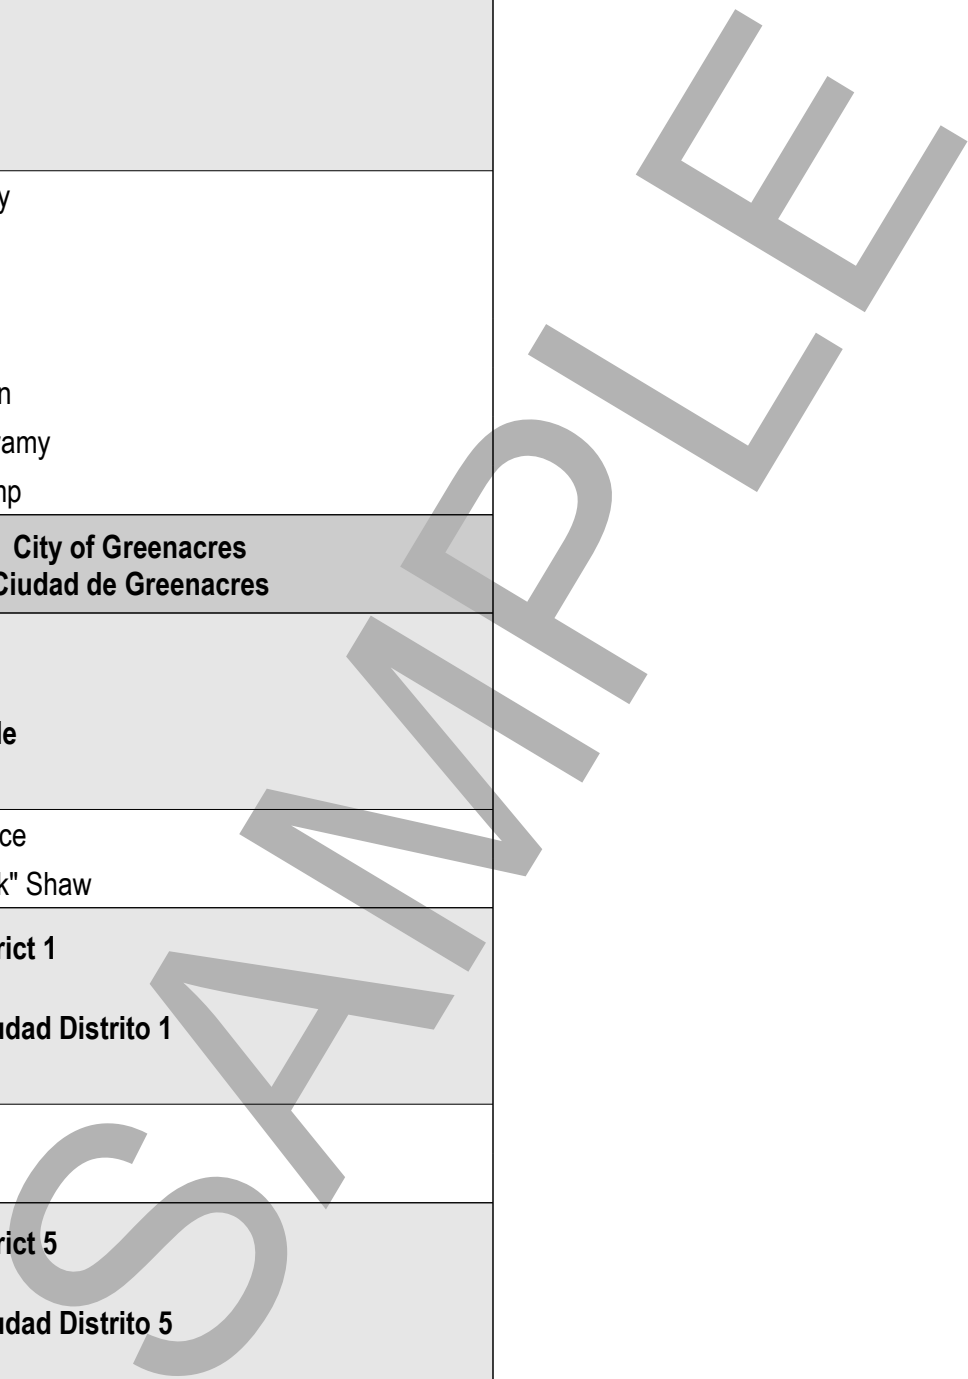 y
n
amy
np
City of Greenacres
Ciudad de Greenacres
le
ce
k" Shaw
rict 1
udad Distrito 1
rict 5
udad Distrito 5
SAMPLE